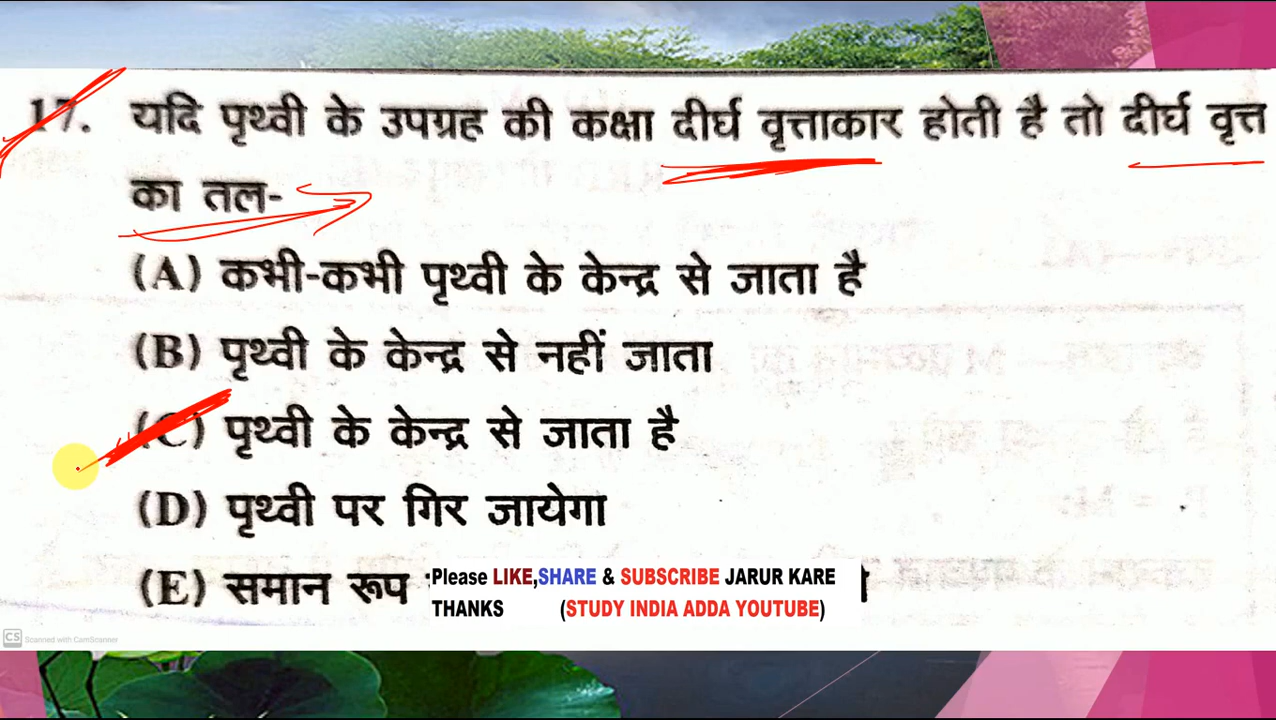 17. यदि पृथ्वी के उपग्रह की कक्षा दीर्घ वृत्ताकार होती है तो दीर्घ वृत्त
का तल-
(A) कभी-कभी पृथ्वी के केन्द्र से जाता है
(B) पृथ्वी के केन्द्र से नहीं जाता
(C) पृथ्वी के केन्द्र से जाता है
(D) पृथ्वी पर गिर जायेगा
(E) समान रूप
Please LIKE,SHARE & SUBSCRIBE JARUR KARE
THANKS (STUDY INDIA ADDA YOUTUBE)
CS Scanned with CamScanner